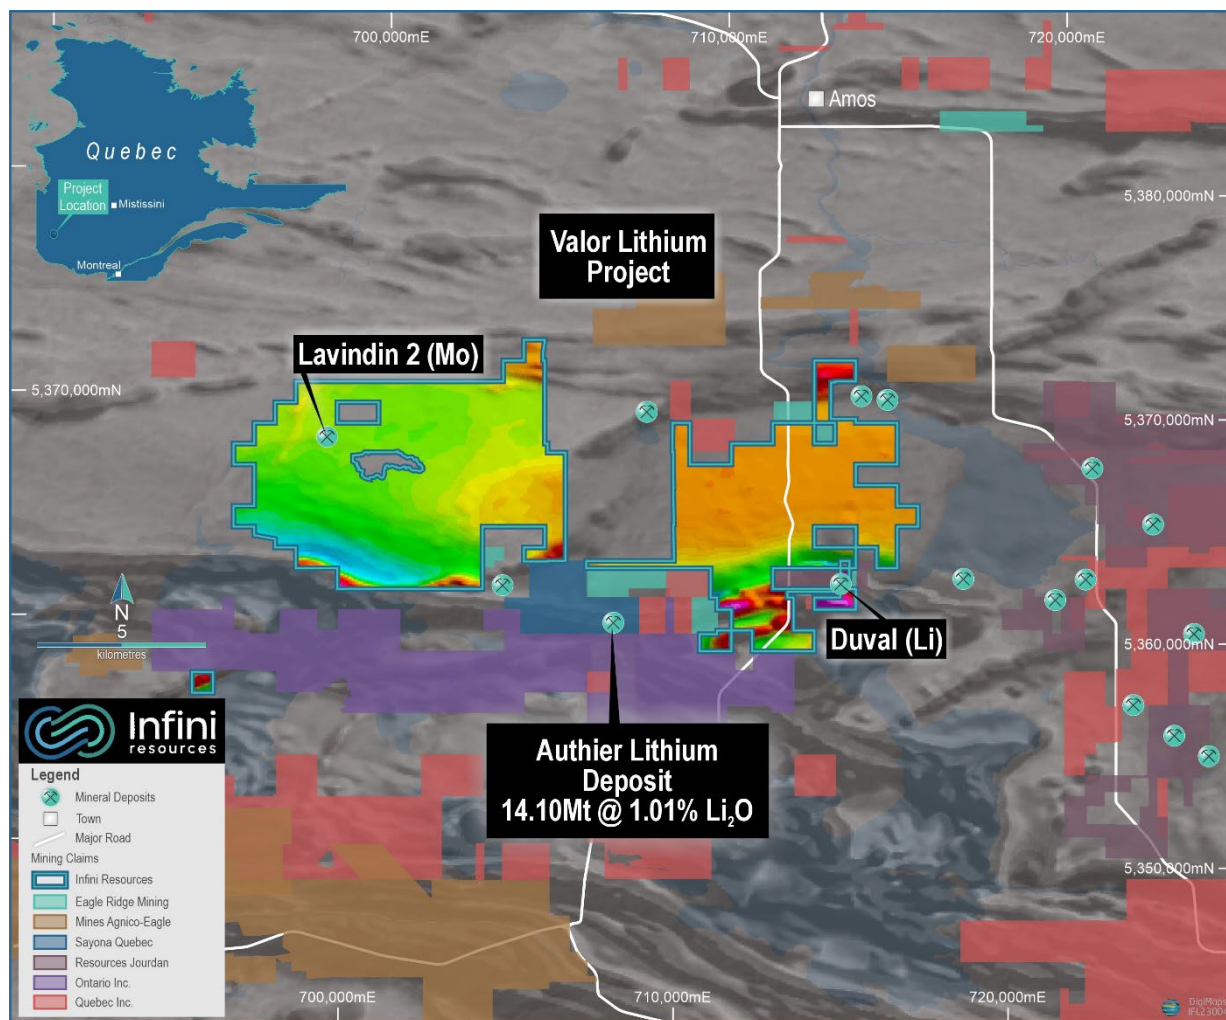 700,000mE
710,000mE
720,000mE
Amos
Quebec
Project
Location
Mistissini
Montreal
5,380,000mN
Valor Lithium
Project
Lavindin 2 (Mo)
5,370,000mN
5,370,000mN
N
5
kilometres
Duval (Li)
5,360,000mN
Infini
resources
Authier Lithium
Deposit
14.10Mt @ 1.01% Li₂O
Legend
Mineral Deposits
Town
Major Road
Mining Claims
Infini Resources
Eagle Ridge Mining
Mines Agnico-Eagle
Sayona Quebec
Resources Jourdan
Ontario Inc.
Quebec Inc.
5,350,000mN
700,000mE
710,000mE
720,000mE
DigiMaps